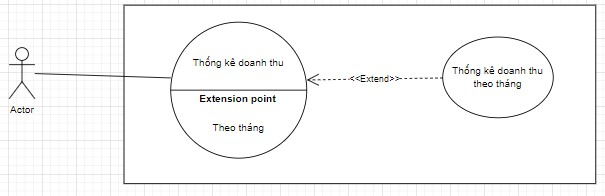 Actor
Thống kê doanh thu
Extension point
Theo tháng
<<Extend>>
Thống kê doanh thu
theo tháng